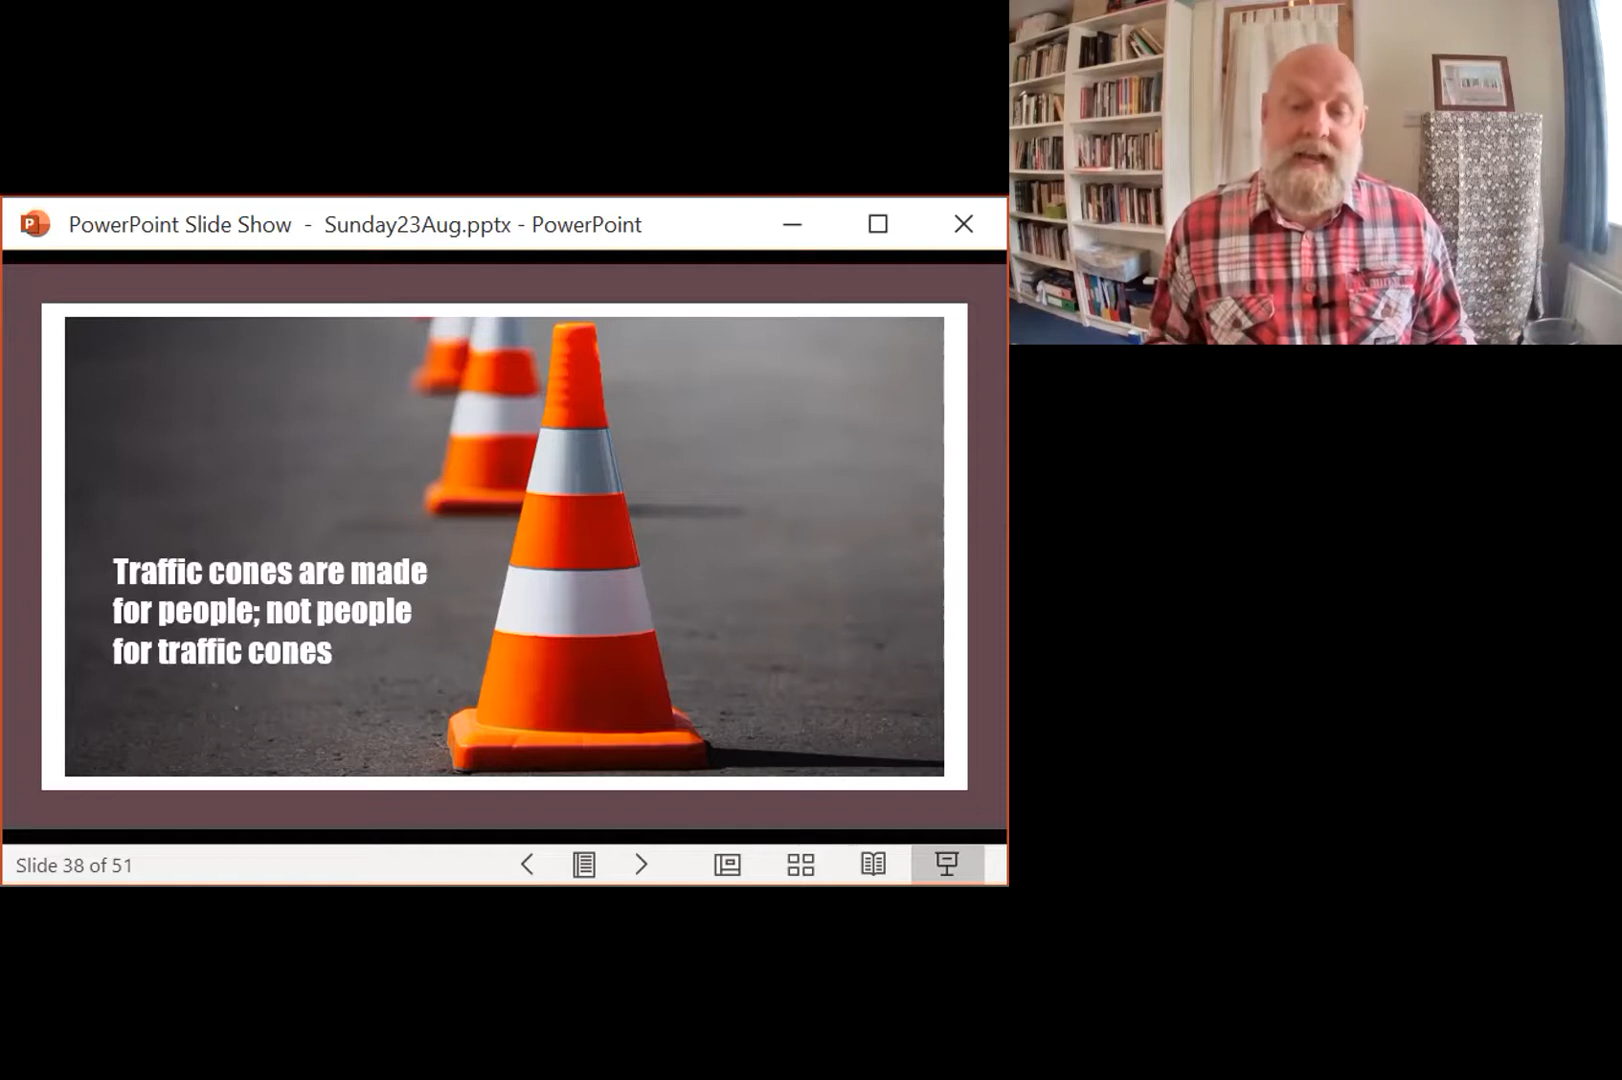 PowerPoint Slide Show - Sunday23Aug.pptx - PowerPoint
Traffic cones are made
for people; not people
for traffic cones
Slide 38 of 51